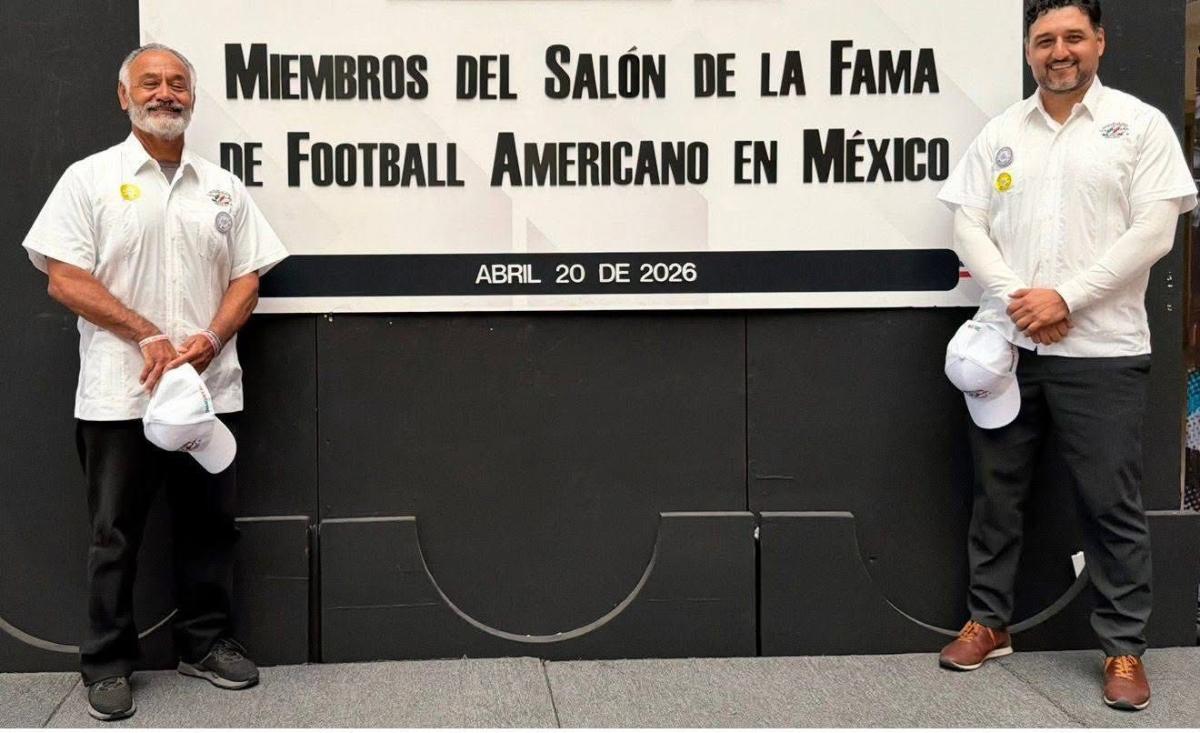 MIEMBROS DEL SALÓN DE LA FAMA
DE FOOTBALL AMERICANO EN MÉXICO
ABRIL 20 DE 2026